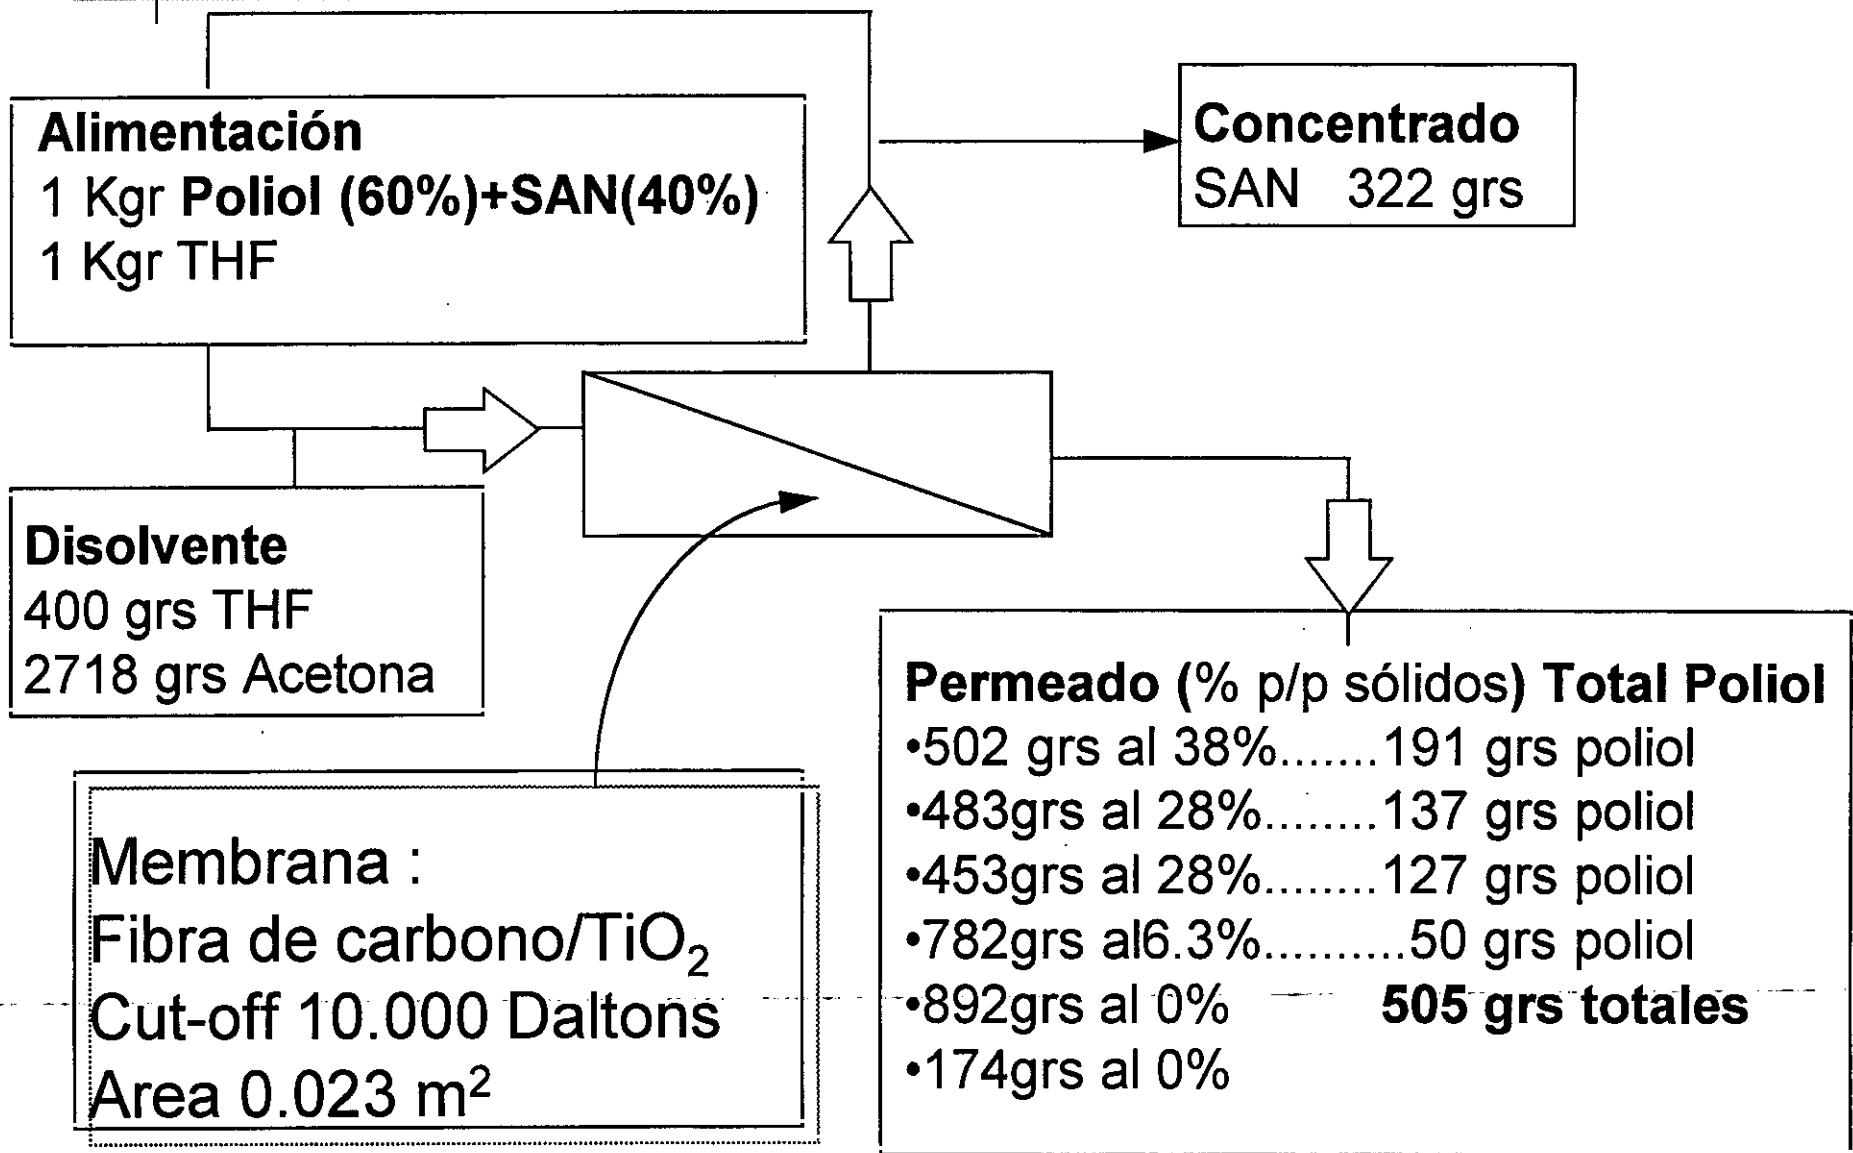 Alimentación
1 Kgr Poliol (60%)+SAN(40%)
1 Kgr THF
Concentrado
SAN 322 grs
Disolvente
400 grs THF
2718 grs Acetona
Membrana :
Fibra de carbono/TiO₂
Cut-off 10.000 Daltons
Area 0.023 m²
Permeado (% p/p sólidos) Total Poliol
•502 grs al 38%.......191 grs poliol
•483grs al 28%........137 grs poliol
•453grs al 28%........127 grs poliol
•782grs al6.3%..........50 grs poliol
•892grs al 0% 505 grs totales
•174grs al 0%